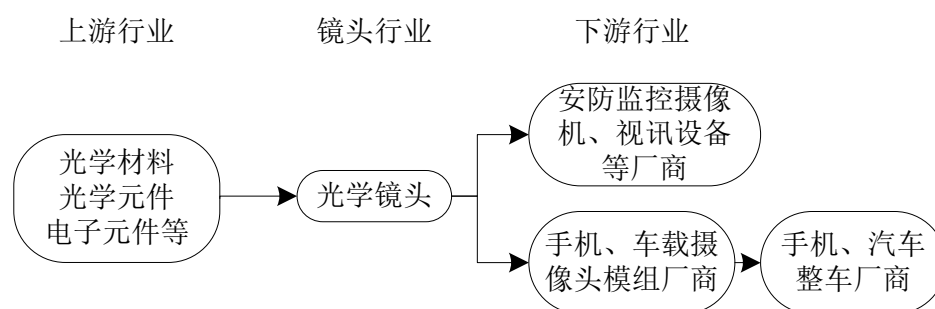 上游行业
镜头行业
下游行业
光学材料
光学元件
电子元件等
光学镜头
安防监控摄像
机、视讯设备
等厂商
手机、车载摄
像头模组厂商
手机、汽车
整车厂商